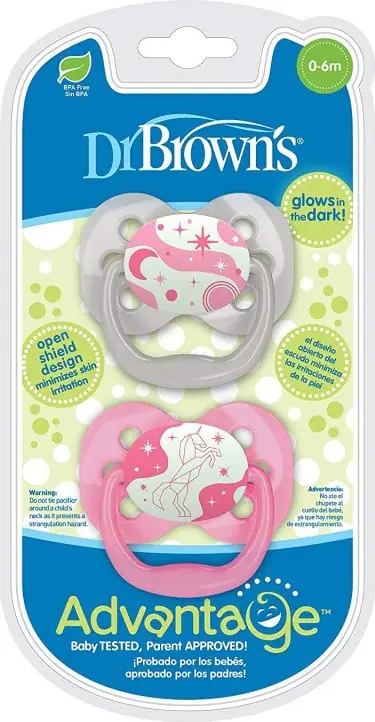 BPA Free
Sin BPA
0-6m
DrBrown's®
glows in
the dark!
open
shield
design
minimizes skin
irritation
el diseño
abierto del
escudo minimiza
las irritaciones
de la piel
Warning:
Do not tie pacifier
around a child's
neck as it presents a
strangulation hazard.
Advertencia:
No ate el
chupete al
cuello del bebé,
ya que hay riesgo
de estrangulamiento.
Advantage™
Baby TESTED, Parent APPROVED!
¡Probado por los bebés,
aprobado por los padres!